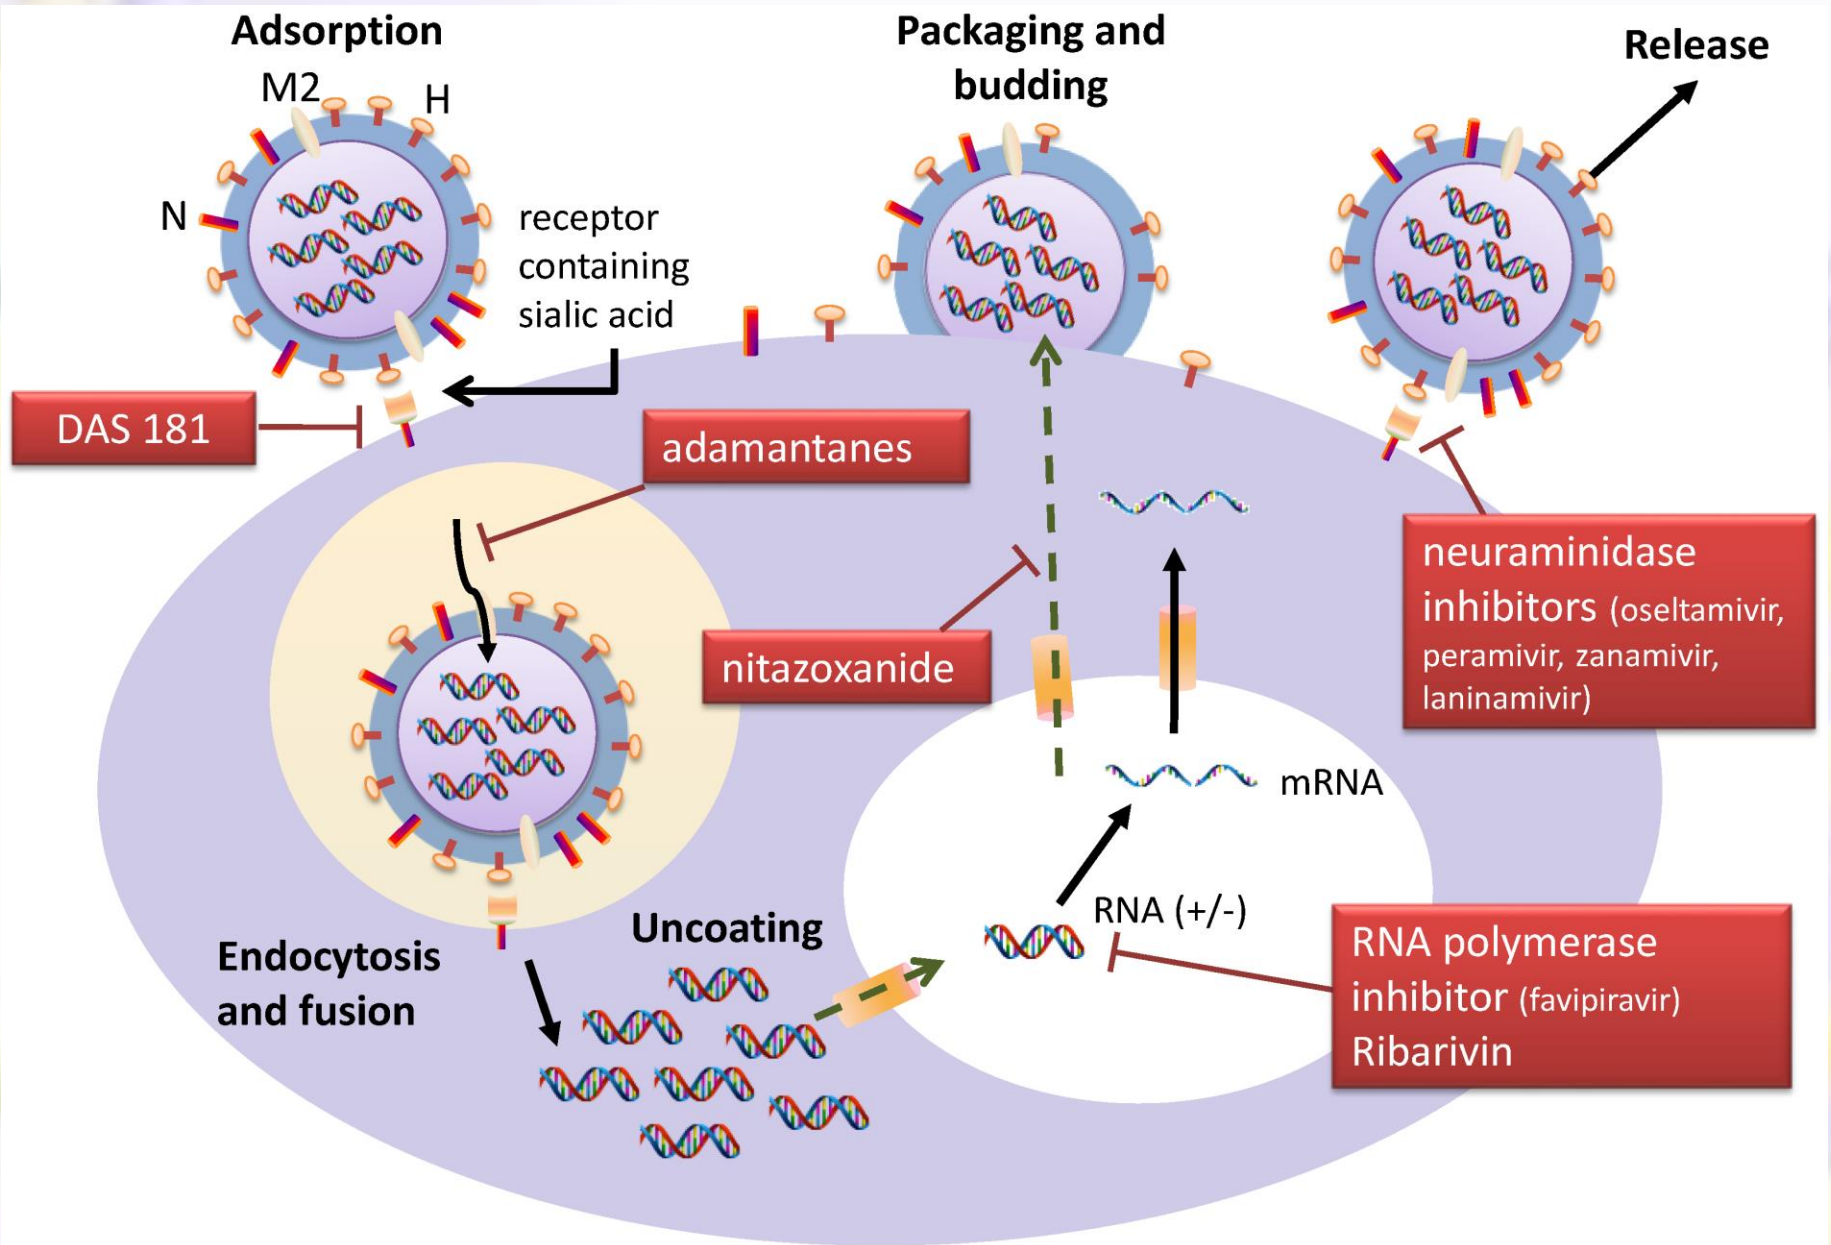 Adsorption
M2
H
N
receptor
containing
sialic acid
Packaging and
budding
Release
DAS 181
adamantanes
nitazoxanide
neuraminidase
inhibitors (oseltamivir,
peramivir, zanamivir,
laninamivir)
mRNA
RNA (+/-)
RNA polymerase
inhibitor (favipiravir)
Ribarivin
Uncoating
Endocytosis
and fusion